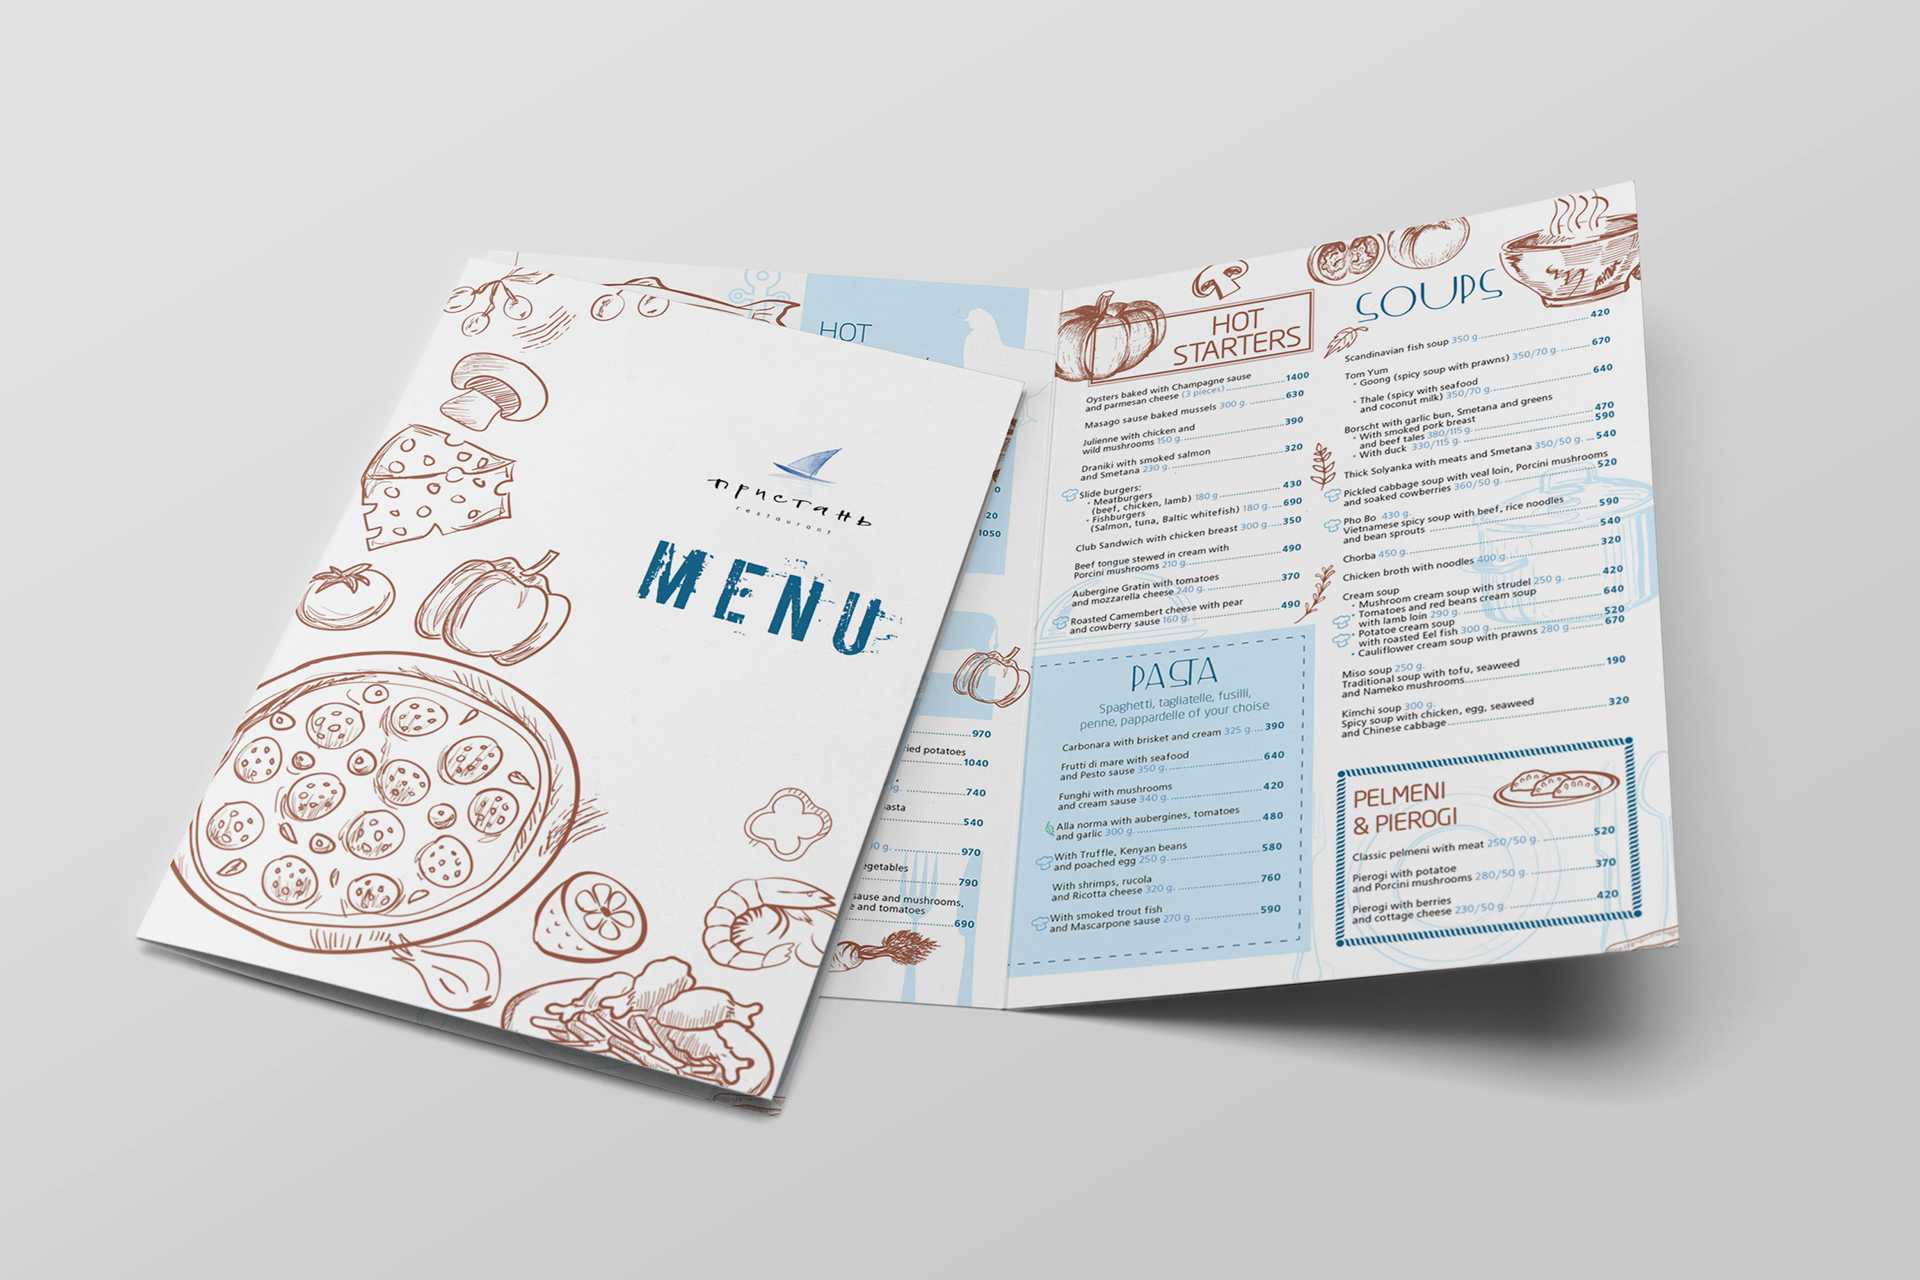 пристань
restaurant
MENU
HOT
1050
970
potatoes
1040
740
540
970
790
sauce and mushrooms,
and tomatoes
690
HOT
STARTERS
Oysters baked with Champagne sause
and parmesan cheese (3 pieces) 1400
Masago sause baked mussels 300 g. 630
Julienne with chicken and
wild mushrooms 150 g. 390
Draniki with smoked salmon
and Smetana 230 g. 320
Slide burgers:
• Meatburgers
(beef, chicken, lamb) 180 g 430
• Fishburgers
(Salmon, tuna, Baltic whitefish) 180 g. 690
Club Sandwich with chicken breast 300 g. 350
Beef tongue stewed in cream with
Porcini mushrooms 210 g. 490
Aubergine Gratin with tomatoes
and mozzarella cheese 240 g. 370
Roasted Camembert cheese with pear
and cowberry sause 160 g. 490
PASTA
Spaghetti, tagliatelle, fusilli,
penne, pappardelle of your choise
Carbonara with brisket and cream 325 g. 390
Frutti di mare with seafood
and Pesto sause 350 g. 640
Funghi with mushrooms
and cream sause 340 g. 420
Alla norma with aubergines, tomatoes
and garlic 300 g. 480
With Truffle, Kenyan beans
and poached egg 250 g. 580
With shrimps, rucola
and Ricotta cheese 320 g. 760
With smoked trout fish
and Mascarpone sause 270 g. 590
SOUPS
Scandinavian fish soup 350 g. 420
Tom Yum
• Goong (spicy soup with prawns) 350/70 g. 670
• Thale (spicy with seafood
and coconut milk) 350/70 g. 640
Borscht with garlic bun, Smetana and greens
• With smoked pork breast 470
and beef tales 380/115 g. 590
• With duck 330/115 g.
Thick Solyanka with meats and Smetana 350/50 g. 540
Pickled cabbage soup with veal loin, Porcini mushrooms
and soaked cowberries 360/50 g. 520
Pho Bo 430 g.
Vietnamese spicy soup with beef, rice noodles 590
and bean sprouts 540
Chorba 450 g. 320
Chicken broth with noodles 400 g.
Cream soup
• Mushroom cream soup with strudel 250 g. 420
• Tomatoes and red beans cream soup
with lamb loin 290 g. 640
• Potatoe cream soup
with roasted Eel fish 300 g. 520
• Cauliflower cream soup with prawns 280 g. 670
Miso soup 250 g.
Traditional soup with tofu, seaweed
and Nameko mushrooms 190
Kimchi soup 300 g.
Spicy soup with chicken, egg, seaweed
and Chinese cabbage 320
PELMENI
& PIEROGI
Classic pelmeni with meat 250/50 g. 520
Pierogi with potatoe
and Porcini mushrooms 280/50 g. 370
Pierogi with berries
and cottage cheese 230/50 g. 420